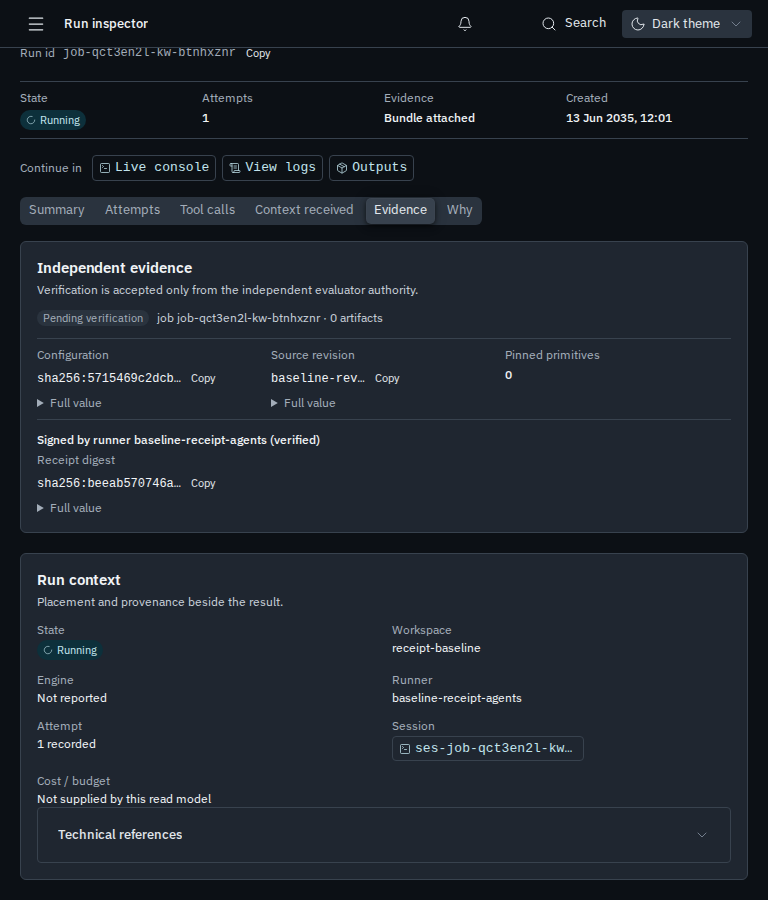 Run inspector
Search
Dark theme
Run id job-qct3en2l-kw-btnhxznr Copy
State Attempts Evidence Created
Running 1 Bundle attached 13 Jun 2035, 12:01
Continue in Live console View logs Outputs
Summary Attempts Tool calls Context received Evidence Why
Independent evidence
Verification is accepted only from the independent evaluator authority.
Pending verification job job-qct3en2l-kw-btnhxznr · 0 artifacts
Configuration Source revision Pinned primitives
sha256:5715469c2dcb… Copy baseline-rev… Copy 0
Full value Full value
Signed by runner baseline-receipt-agents (verified)
Receipt digest
sha256:beeab570746a… Copy
Full value
Run context
Placement and provenance beside the result.
State Workspace
Running receipt-baseline
Engine Runner
Not reported baseline-receipt-agents
Attempt Session
1 recorded ses-job-qct3en2l-kw…
Cost / budget
Not supplied by this read model
Technical references